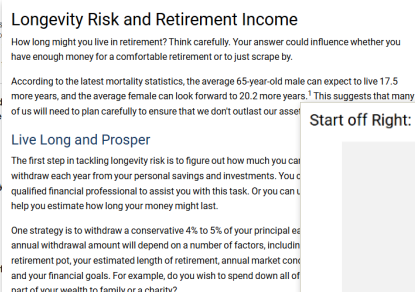 Longevity Risk and Retirement Income
How long might you live in retirement? Think carefully. Your answer could influence whether you
have enough money for a comfortable retirement or to just scrape by.
According to the latest mortality statistics, the average 65-year-old male can expect to live 17.5
more years, and the average female can look forward to 20.2 more years.1 This suggests that many
of us will need to plan carefully to ensure that we don't outlast our
Start off Right:
Live Long and Prosper
The first step in tackling longevity risk is to figure out how much you
withdraw each year from your personal savings and investments. You
qualified financial professional to assist you with this task. Or you can
help you estimate how long your money might last.
One strategy is to withdraw a conservative 4% to 5% of your principal
annual withdrawal amount will depend on a number of factors,
retirement pot, your estimated length of retirement, annual market
and your financial goals. For example, do you wish to spend down all of
part of your wealth to family or a charity?